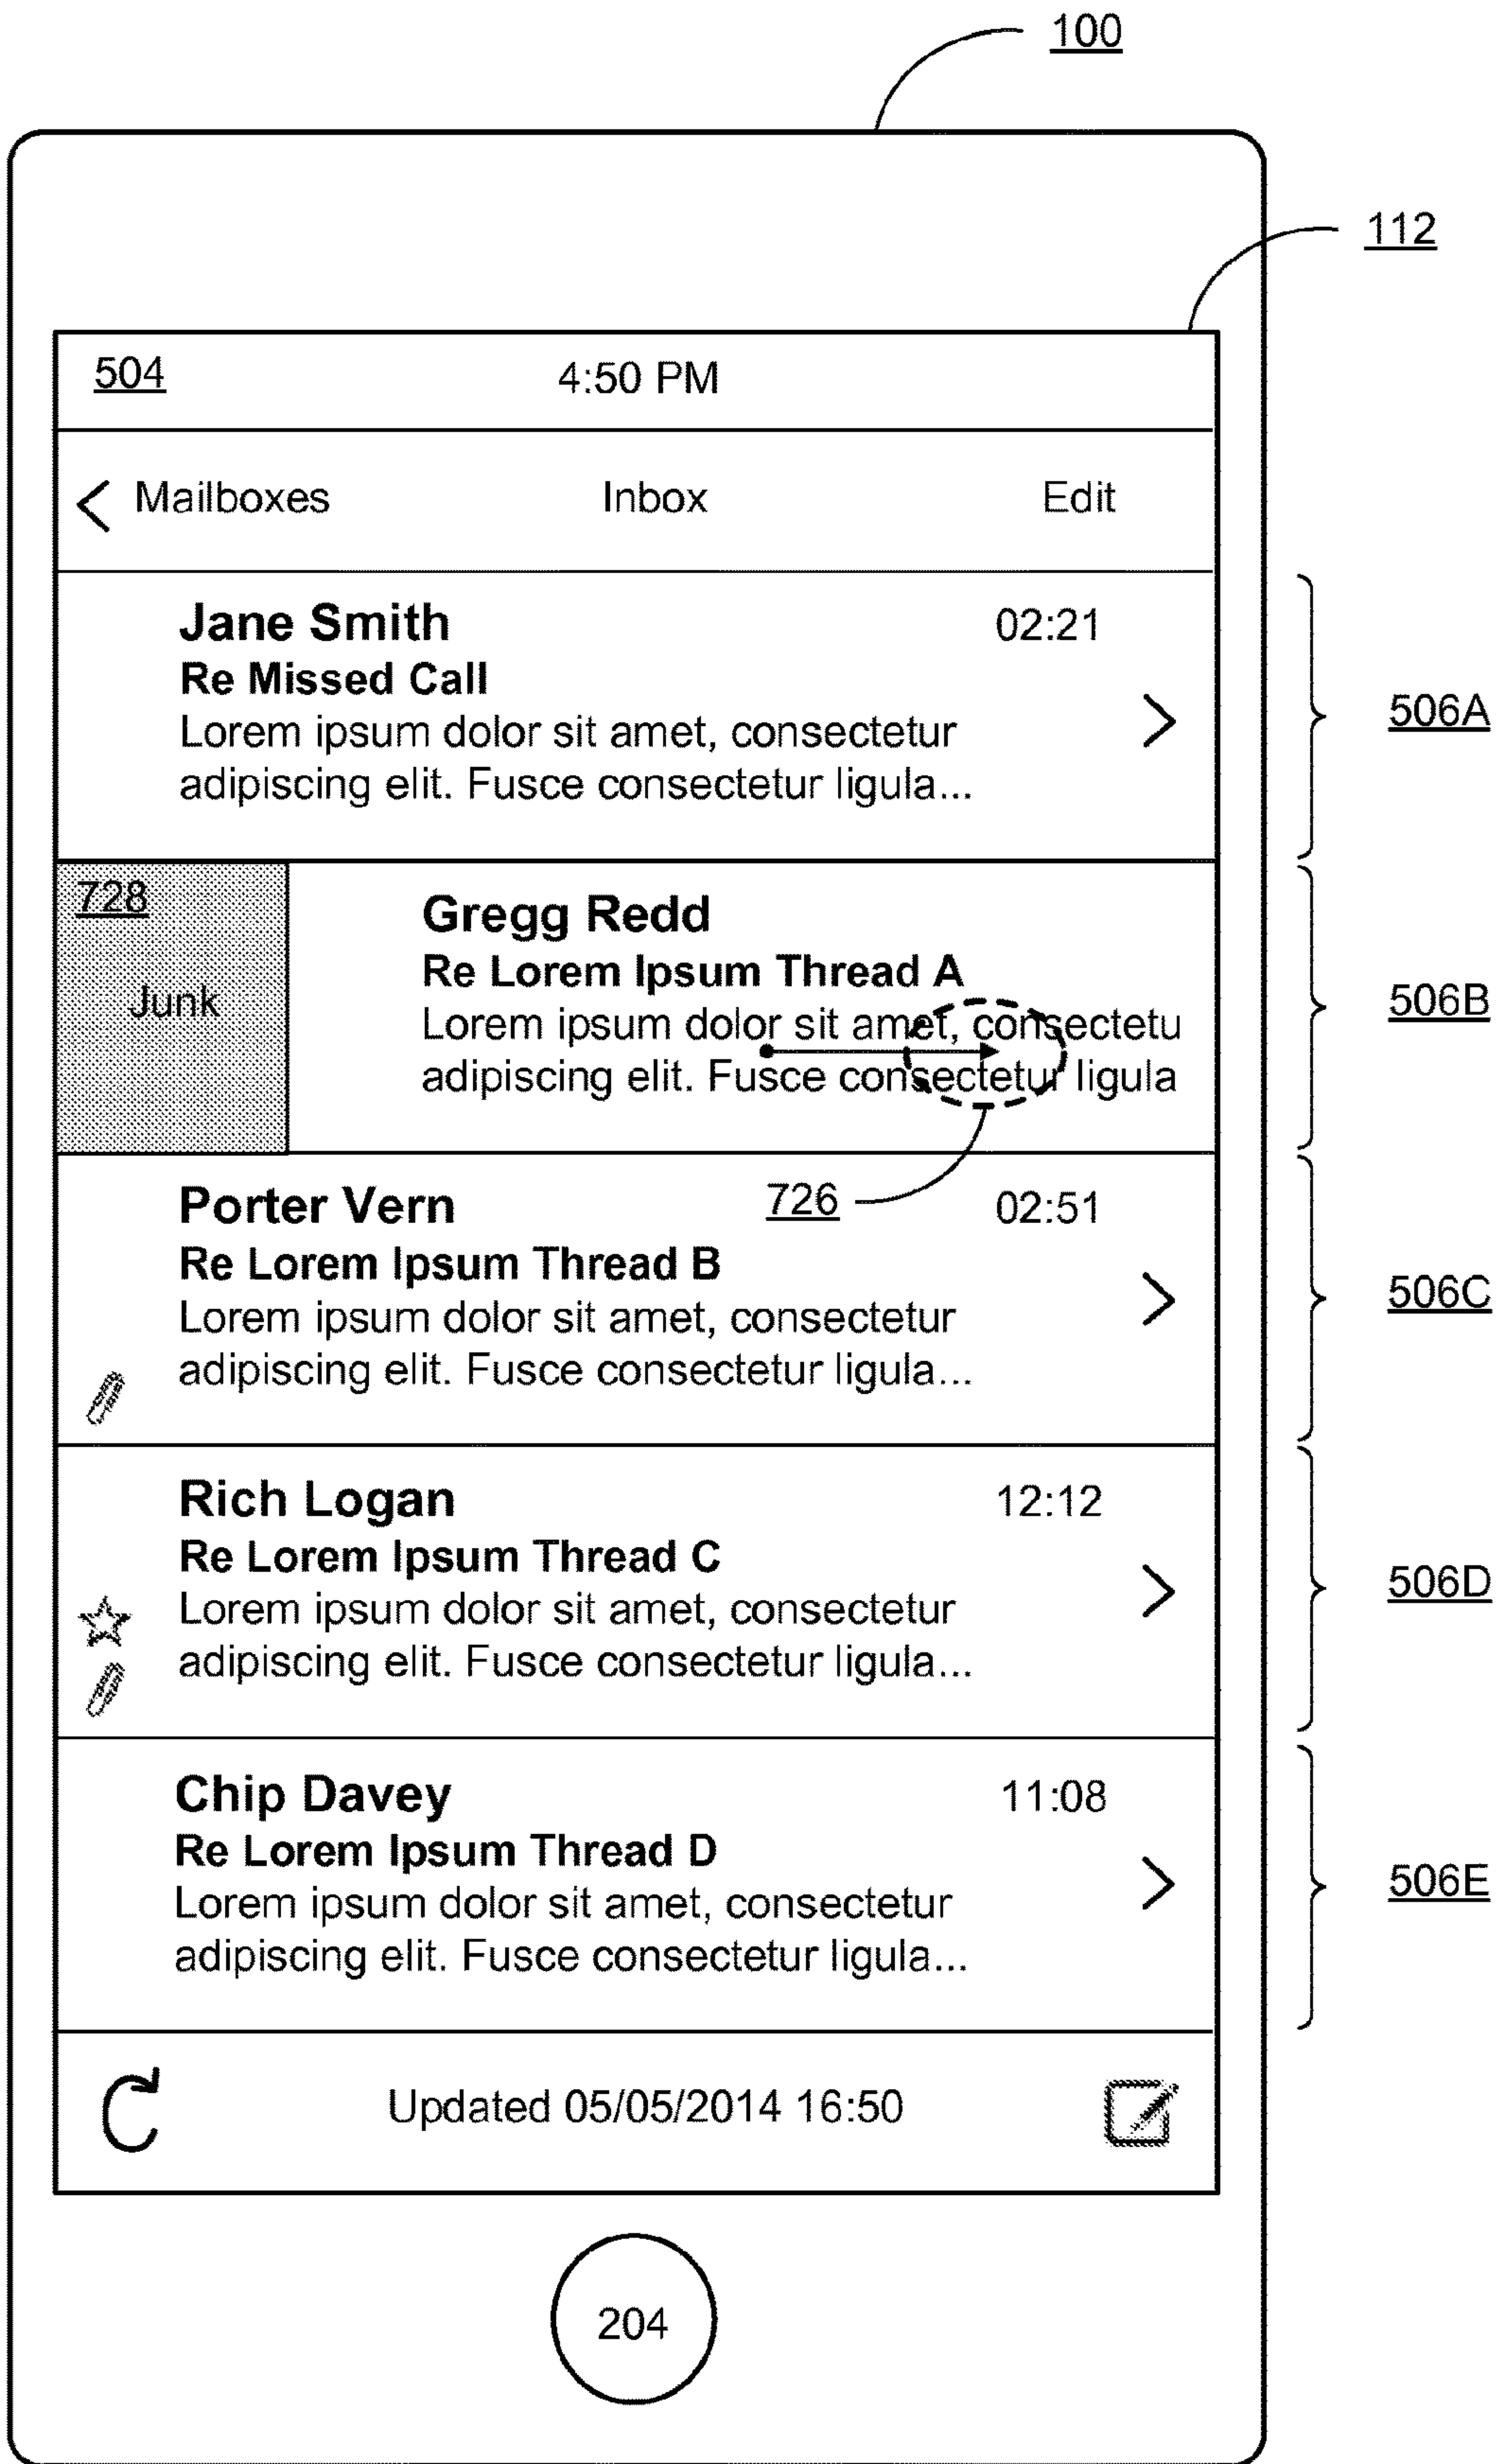 100
112
504 4:50 PM
Mailboxes Inbox Edit
Jane Smith 02:21
Re Missed Call
Lorem ipsum dolor sit amet, consectetur
adipiscing elit. Fusce consectetur ligula...
506A
728
Junk
Gregg Redd
Re Lorem Ipsum Thread A
Lorem ipsum dolor sit amet, consectetu
adipiscing elit. Fusce consectetur ligula
506B
726
Porter Vern 02:51
Re Lorem Ipsum Thread B
Lorem ipsum dolor sit amet, consectetur
adipiscing elit. Fusce consectetur ligula...
506C
Rich Logan 12:12
Re Lorem Ipsum Thread C
Lorem ipsum dolor sit amet, consectetur
adipiscing elit. Fusce consectetur ligula...
506D
Chip Davey 11:08
Re Lorem Ipsum Thread D
Lorem ipsum dolor sit amet, consectetur
adipiscing elit. Fusce consectetur ligula...
506E
Updated 05/05/2014 16:50
204